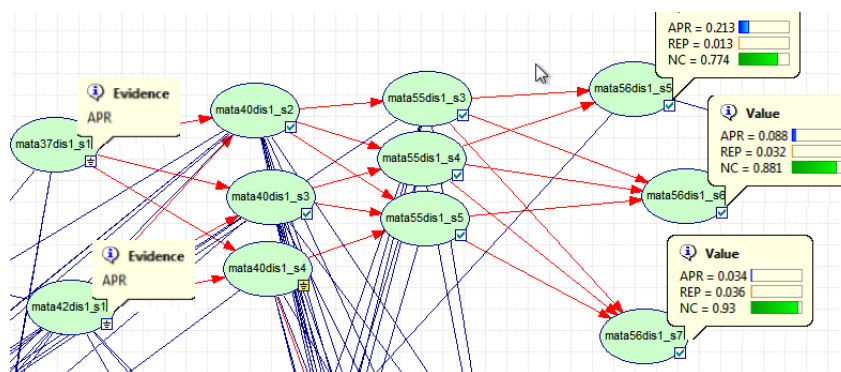 APR = 0.213
REP = 0.013
NC = 0.774
mata56dis1_s5
mata55dis1_s3
mata40dis1_s2
Evidence
APR
mata37dis1_s1
Value
APR = 0.088
REP = 0.032
NC = 0.881
mata55dis1_s4
mata40dis1_s3
mata56dis1_s6
mata55dis1_s5
Evidence
APR
mata40dis1_s4
Value
APR = 0.034
REP = 0.036
NC = 0.93
mata42dis1_s1
mata56dis1_s7